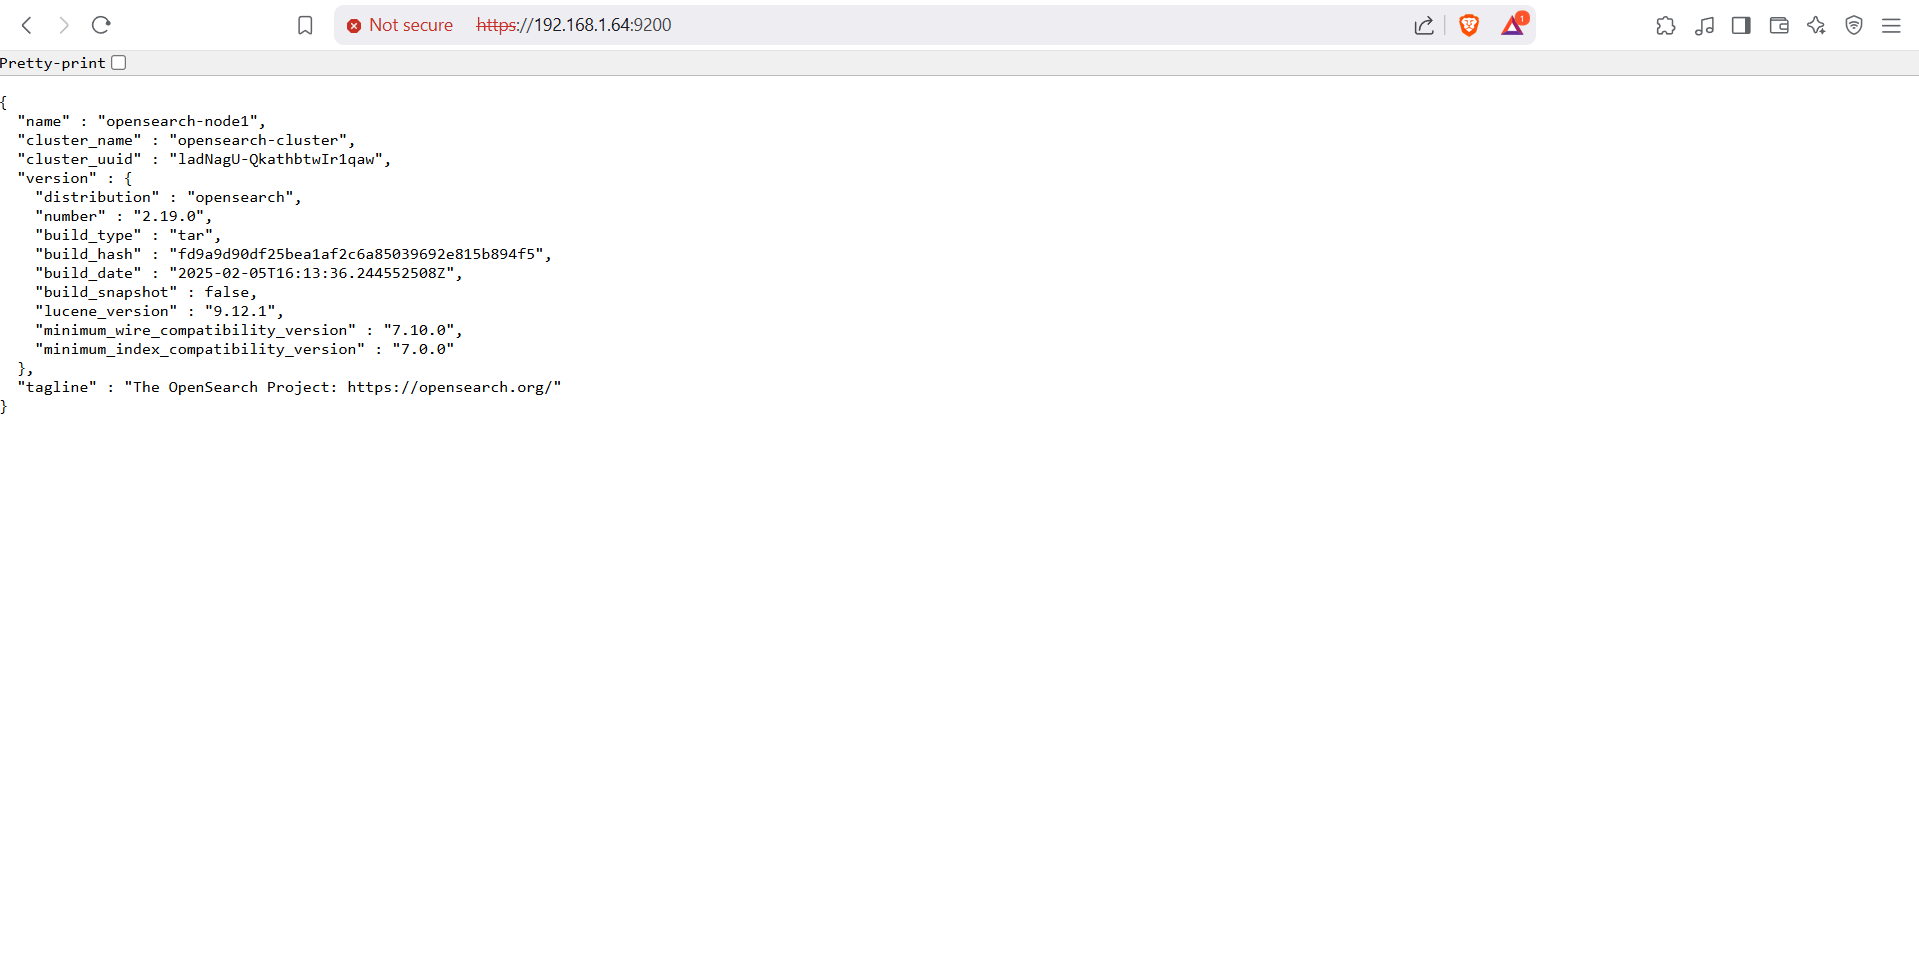 Not secure https://192.168.1.64:9200
1
Pretty-print
{
  "name" : "opensearch-node1",
  "cluster_name" : "opensearch-cluster",
  "cluster_uuid" : "ladNagU-QkathbtwIr1qaw",
  "version" : {
    "distribution" : "opensearch",
    "number" : "2.19.0",
    "build_type" : "tar",
    "build_hash" : "fd9a9d90df25bea1af2c6a85039692e815b894f5",
    "build_date" : "2025-02-05T16:13:36.244552508Z",
    "build_snapshot" : false,
    "lucene_version" : "9.12.1",
    "minimum_wire_compatibility_version" : "7.10.0",
    "minimum_index_compatibility_version" : "7.0.0"
  },
  "tagline" : "The OpenSearch Project: https://opensearch.org/"
}